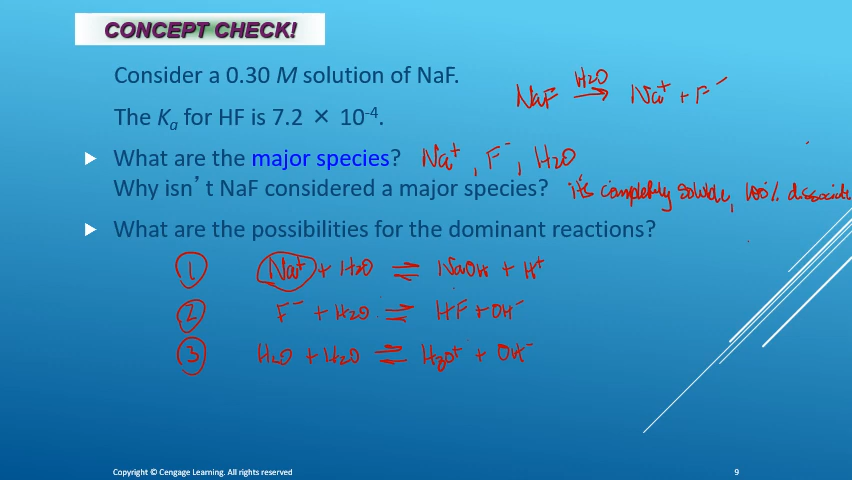 CONCEPT CHECK!
Consider a 0.30 M solution of NaF.
NaF H₂O → Na⁺ + F⁻
The Kₐ for HF is 7.2 × 10⁻⁴.
What are the major species? Na⁺, F⁻, H₂O
Why isn't NaF considered a major species? it's completely soluble, 100% dissociate
What are the possibilities for the dominant reactions?
1 Na⁺ + H₂O ⇌ NaOH + H⁺
2 F⁻ + H₂O ⇌ HF + OH⁻
3 H₂O + H₂O ⇌ H₃O⁺ + OH⁻
Copyright © Cengage Learning. All rights reserved
9